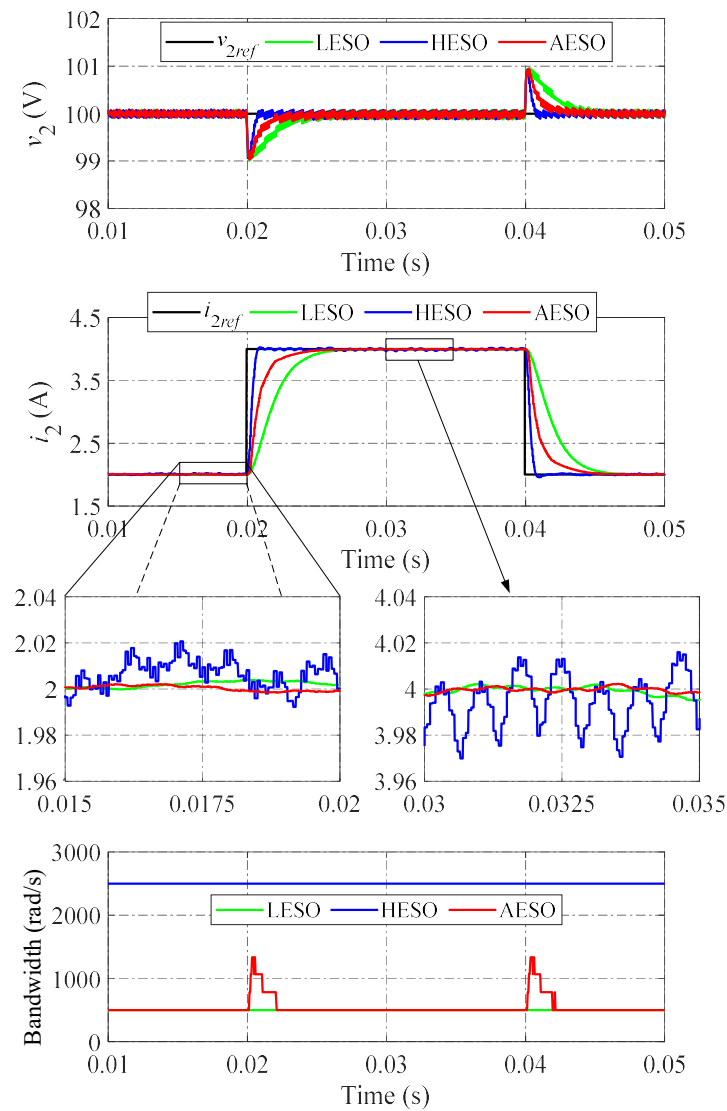 102
v2ref LESO HESO AESO
101
100
99
98
v2 (V)
0.01 0.02 0.03 0.04 0.05
Time (s)
i2ref LESO HESO AESO
4.5
3.5
2.5
1.5
i2 (A)
0.01 0.02 0.03 0.04 0.05
Time (s)
2.04
2.02
2
1.98
1.96
0.015 0.0175 0.02
4.04
4.02
4
3.98
3.96
0.03 0.0325 0.035
3000
2000
1000
0
Bandwidth (rad/s)
LESO HESO AESO
0.01 0.02 0.03 0.04 0.05
Time (s)